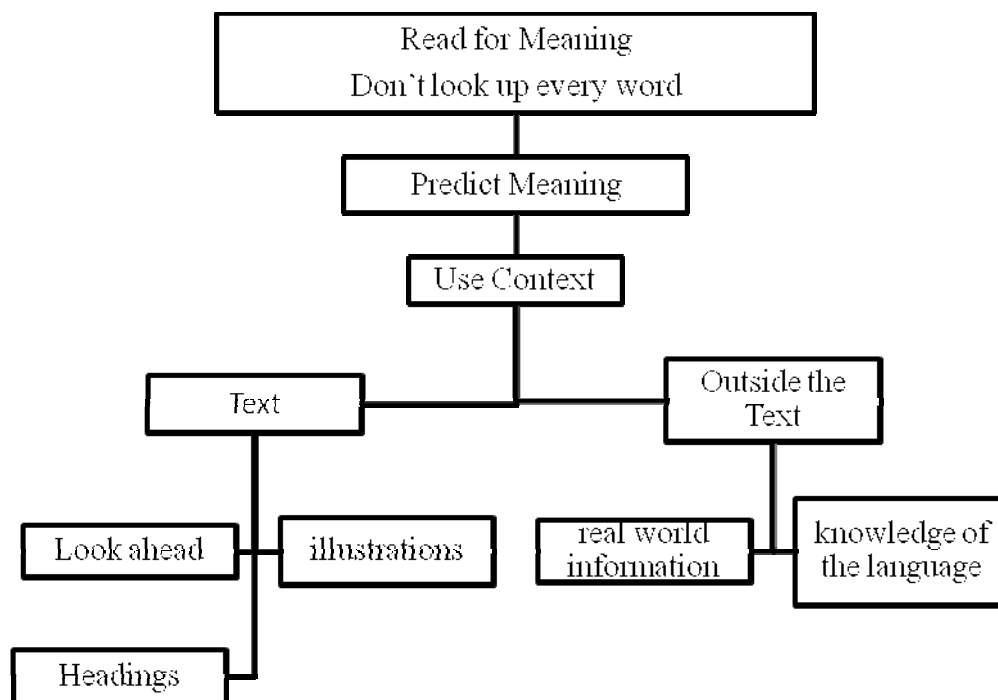 Read for Meaning
Don`t look up every word
Predict Meaning
Use Context
Text
Outside the
Text
Look ahead
illustrations
real world
information
knowledge of
the language
Headings